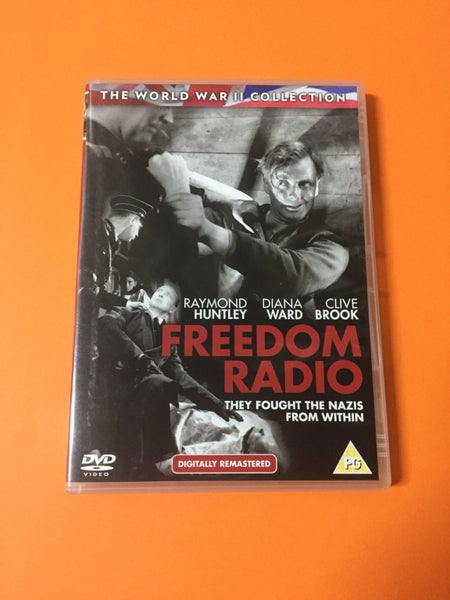 THE WORLD WAR II COLLECTION
RAYMOND HUNTLEY
DIANA WARD
CLIVE BROOK
FREEDOM
RADIO
THEY FOUGHT THE NAZIS
FROM WITHIN
DVD
VIDEO
DIGITALLY REMASTERED
PG